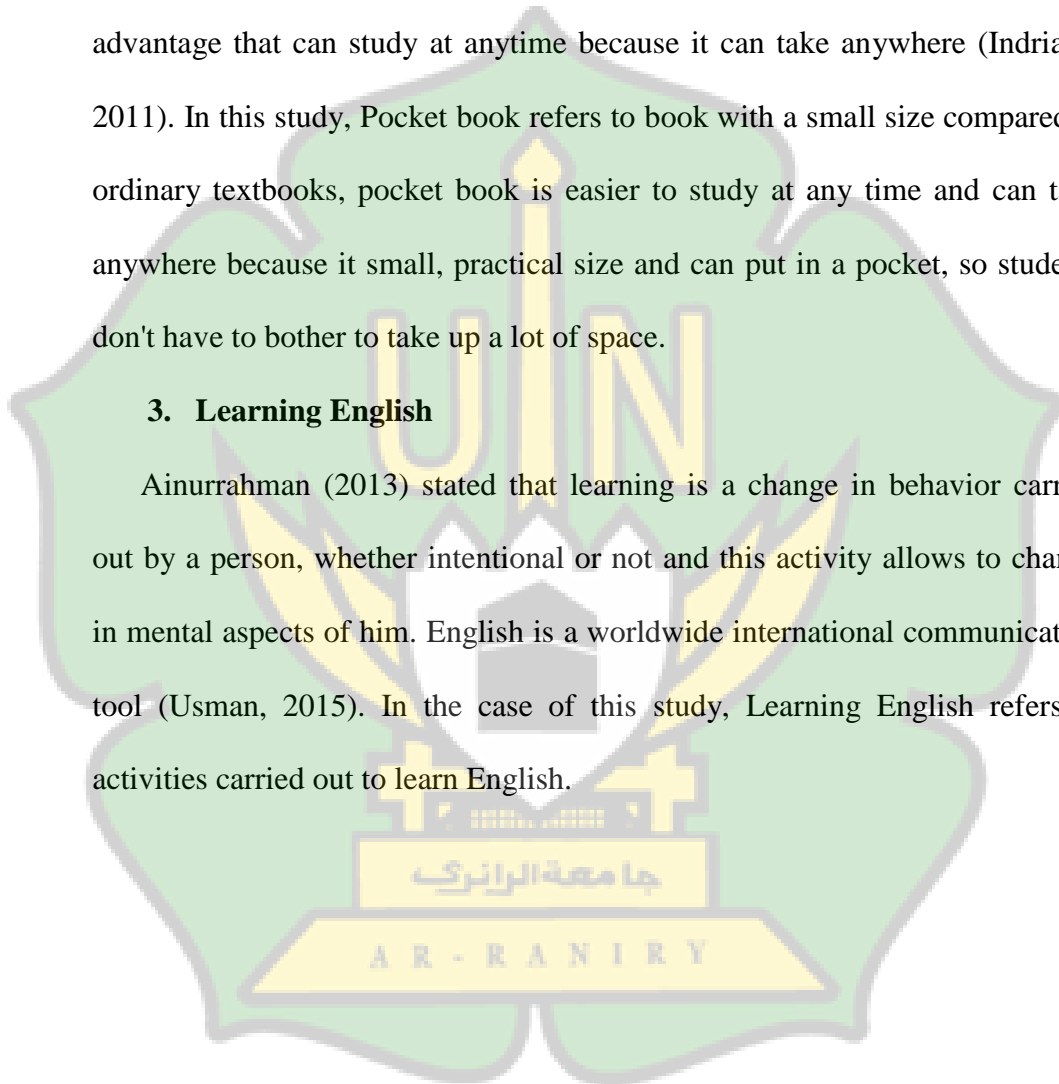 advantage that can study at anytime because it can take anywhere (Indria
2011). In this study, Pocket book refers to book with a small size compared
ordinary textbooks, pocket book is easier to study at any time and can t
anywhere because it small, practical size and can put in a pocket, so stude
don't have to bother to take up a lot of space.
3. Learning English
Ainurrahman (2013) stated that learning is a change in behavior carr
out by a person, whether intentional or not and this activity allows to chan
in mental aspects of him. English is a worldwide international communicat
tool (Usman, 2015). In the case of this study, Learning English refers
activities carried out to learn English.
UIN
جامعة الرانري
AR-RANIRY